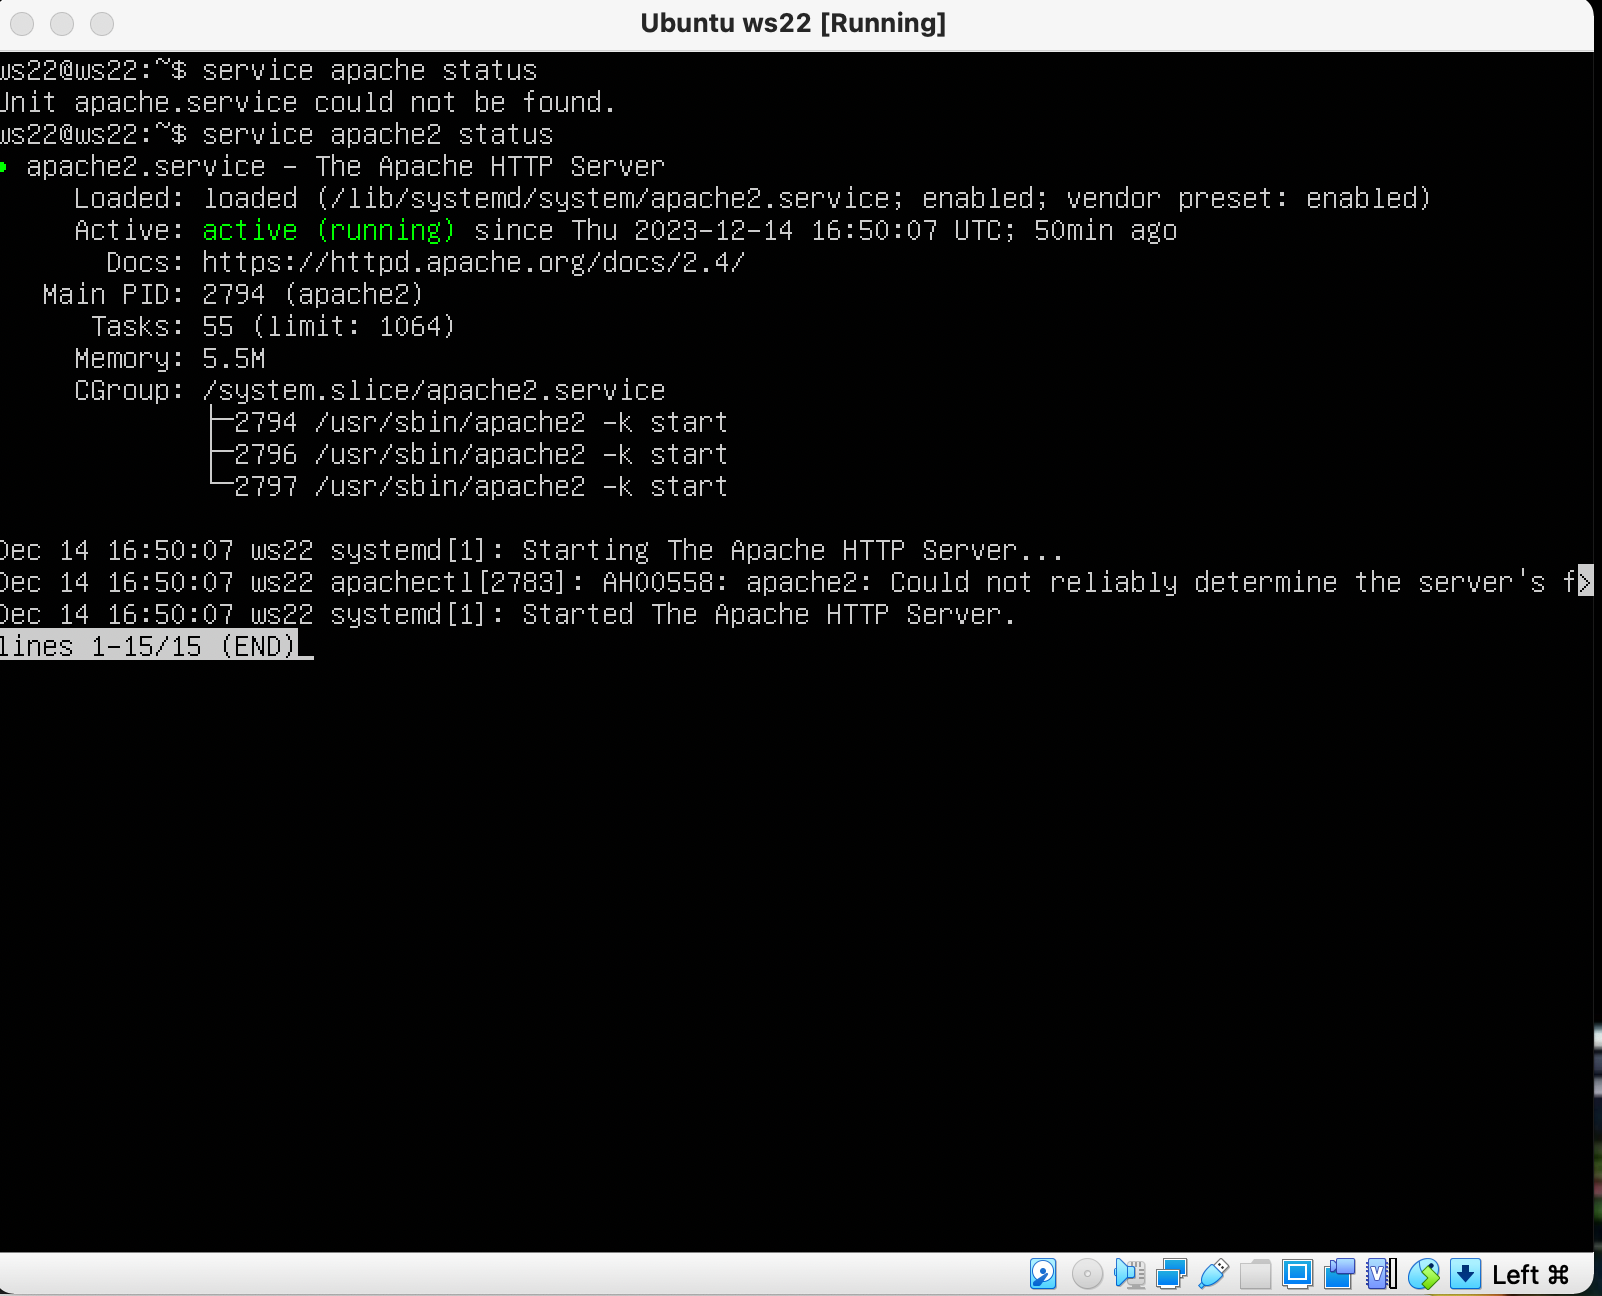 Ubuntu ws22 [Running]
ws22@ws22:~$ service apache status
Unit apache.service could not be found.
ws22@ws22:~$ service apache2 status
● apache2.service – The Apache HTTP Server
Loaded: loaded (/lib/systemd/system/apache2.service; enabled; vendor preset: enabled)
Active: active (running) since Thu 2023-12-14 16:50:07 UTC; 50min ago
Docs: https://httpd.apache.org/docs/2.4/
Main PID: 2794 (apache2)
Tasks: 55 (limit: 1064)
Memory: 5.5M
CGroup: /system.slice/apache2.service
├─2794 /usr/sbin/apache2 -k start
├─2796 /usr/sbin/apache2 -k start
└─2797 /usr/sbin/apache2 -k start
Dec 14 16:50:07 ws22 systemd[1]: Starting The Apache HTTP Server...
Dec 14 16:50:07 ws22 apachectl[2783]: AH00558: apache2: Could not reliably determine the server's f>
Dec 14 16:50:07 ws22 systemd[1]: Started The Apache HTTP Server.
lines 1-15/15 (END)
Left ⌘